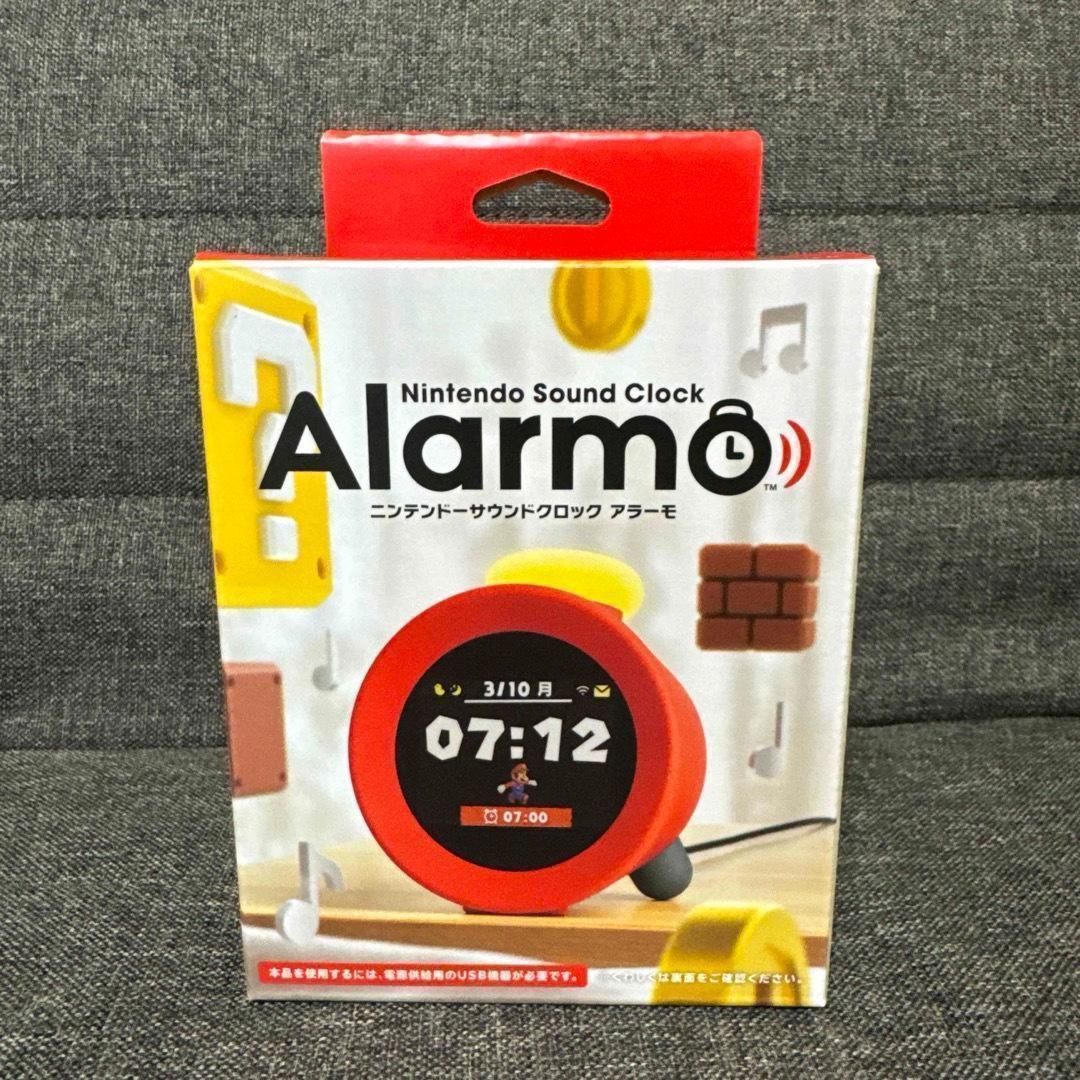 Nintendo Sound Clock
Alarmo
TM
ニンテンドーサウンドクロック アラーモ
3/10 月
07:12
07:00
本品を使用するには、電源供給用のUSB機器が必要です。
くわしくは裏面をご確認ください。